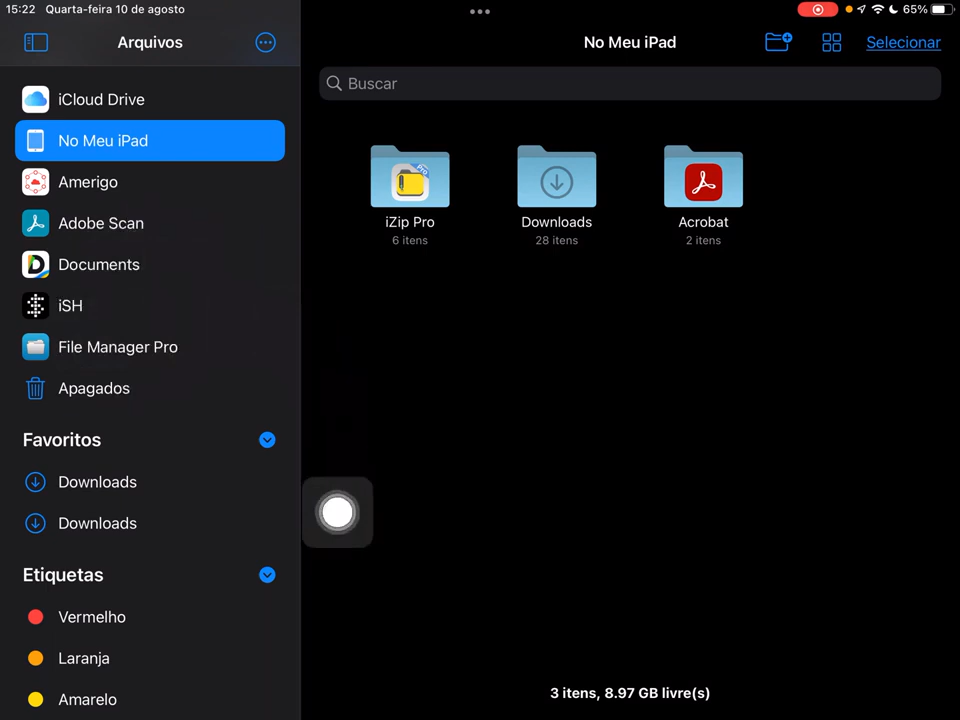 15:22 Quarta-feira 10 de agosto
65%
Arquivos
iCloud Drive
No Meu iPad
Amerigo
Adobe Scan
Documents
iSH
File Manager Pro
Apagados
Favoritos
Downloads
Downloads
Etiquetas
Vermelho
Laranja
Amarelo
No Meu iPad
Selecionar
Buscar
Pro
iZip Pro
6 itens
Downloads
28 itens
Acrobat
2 itens
3 itens, 8.97 GB livre(s)